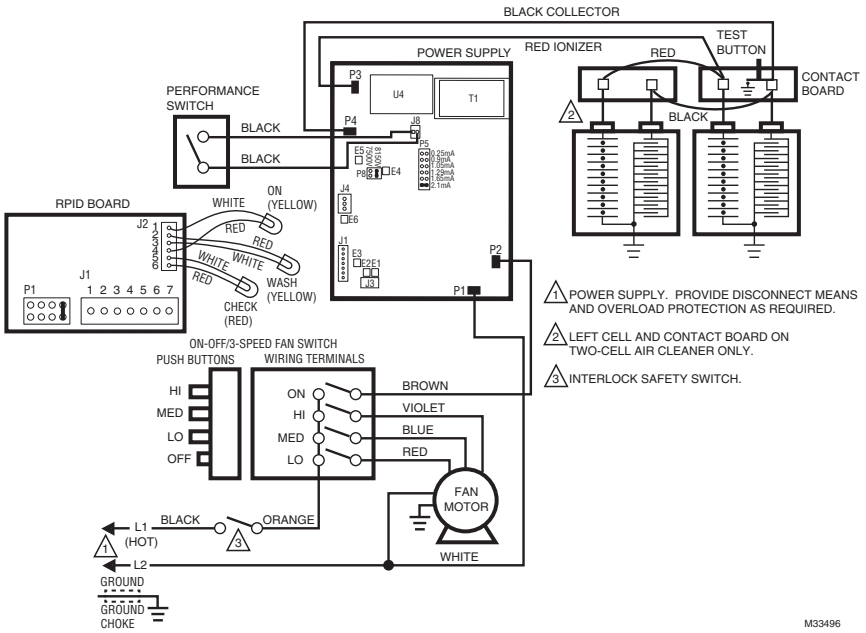 BLACK COLLECTOR
RED IONIZER
POWER SUPPLY
RED
TEST
BUTTON
CONTACT
BOARD
BLACK
2
P3
U4
T1
P4
J8
P5
0.25mA
0.9mA
1.05mA
1.29mA
1.65mA
2.1mA
E5
7500V
8150V
P8
E4
J4
E6
J1
E3
E2E1
J3
P2
P1
PERFORMANCE
SWITCH
BLACK
BLACK
RPID BOARD
J2
1
2
3
4
5
6
WHITE
RED
ON
(YELLOW)
RED
WHITE
WASH
(YELLOW)
WHITE
RED
CHECK
(RED)
P1
J1
1 2 3 4 5 6 7
1 POWER SUPPLY. PROVIDE DISCONNECT MEANS
AND OVERLOAD PROTECTION AS REQUIRED.
2 LEFT CELL AND CONTACT BOARD ON
TWO-CELL AIR CLEANER ONLY.
3 INTERLOCK SAFETY SWITCH.
ON-OFF/3-SPEED FAN SWITCH
PUSH BUTTONS
WIRING TERMINALS
HI
MED
LO
OFF
ON
HI
MED
LO
BROWN
VIOLET
BLUE
RED
FAN
MOTOR
L1
(HOT)
BLACK
3
ORANGE
1
L2
WHITE
GROUND
GROUND
CHOKE
M33496